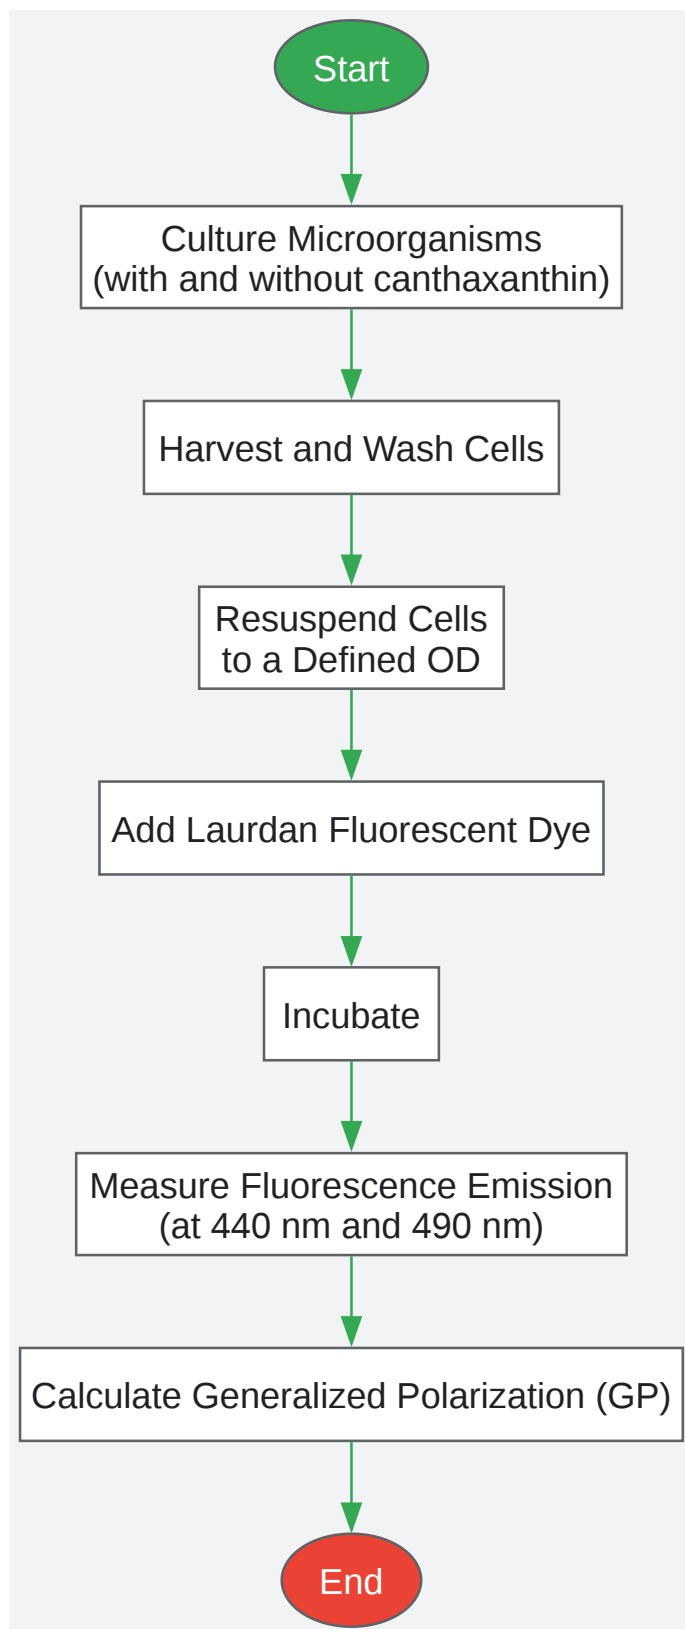 Start
Culture Microorganisms
(with and without canthaxanthin)
Harvest and Wash Cells
Resuspend Cells
to a Defined OD
Add Laurdan Fluorescent Dye
Incubate
Measure Fluorescence Emission
(at 440 nm and 490 nm)
Calculate Generalized Polarization (GP)
End